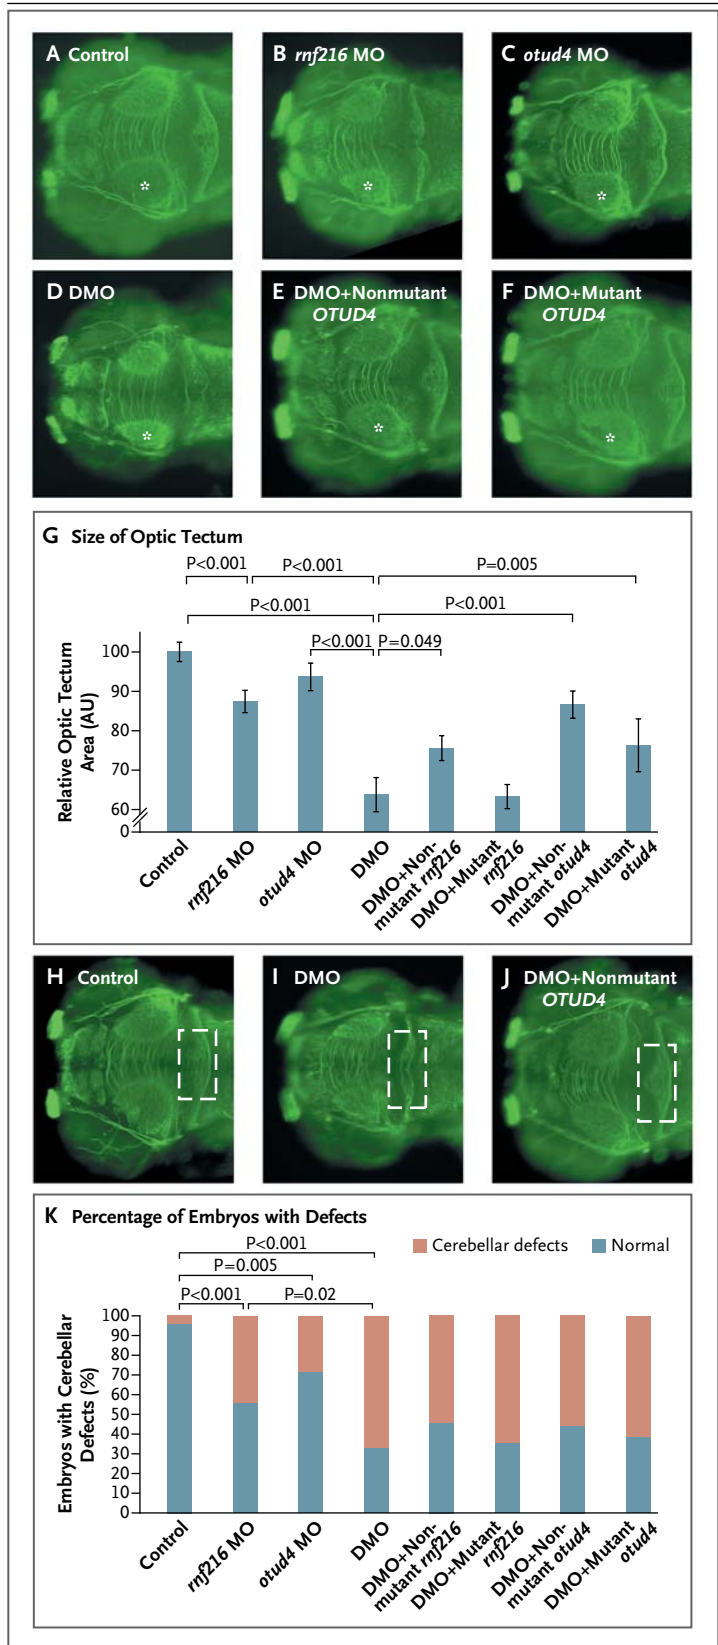 A Control
B rnf216 MO
C otud4 MO
*
*
*
D DMO
E DMO+Nonmutant
OTUD4
F DMO+Mutant
OTUD4
*
*
*
G Size of Optic Tectum
P<0.001
P<0.001
P=0.005
P<0.001
P<0.001
P<0.001
P=0.049
Relative Optic Tectum
Area (AU)
100
90
80
70
60
0
Control
rnf216 MO
otud4 MO
DMO
DMO+Non-
mutant rnf216
DMO+Mutant
rnf216
DMO+Non-
mutant otud4
DMO+Mutant
otud4
H Control
I DMO
J DMO+Nonmutant
OTUD4
K Percentage of Embryos with Defects
Cerebellar defects
Normal
P<0.001
P=0.005
P<0.001
P=0.02
Embryos with Cerebellar
Defects (%)
100
90
80
70
60
50
40
30
20
10
0
Control
rnf216 MO
otud4 MO
DMO
DMO+Non-
mutant rnf216
DMO+Mutant
rnf216
DMO+Non-
mutant otud4
DMO+Mutant
otud4